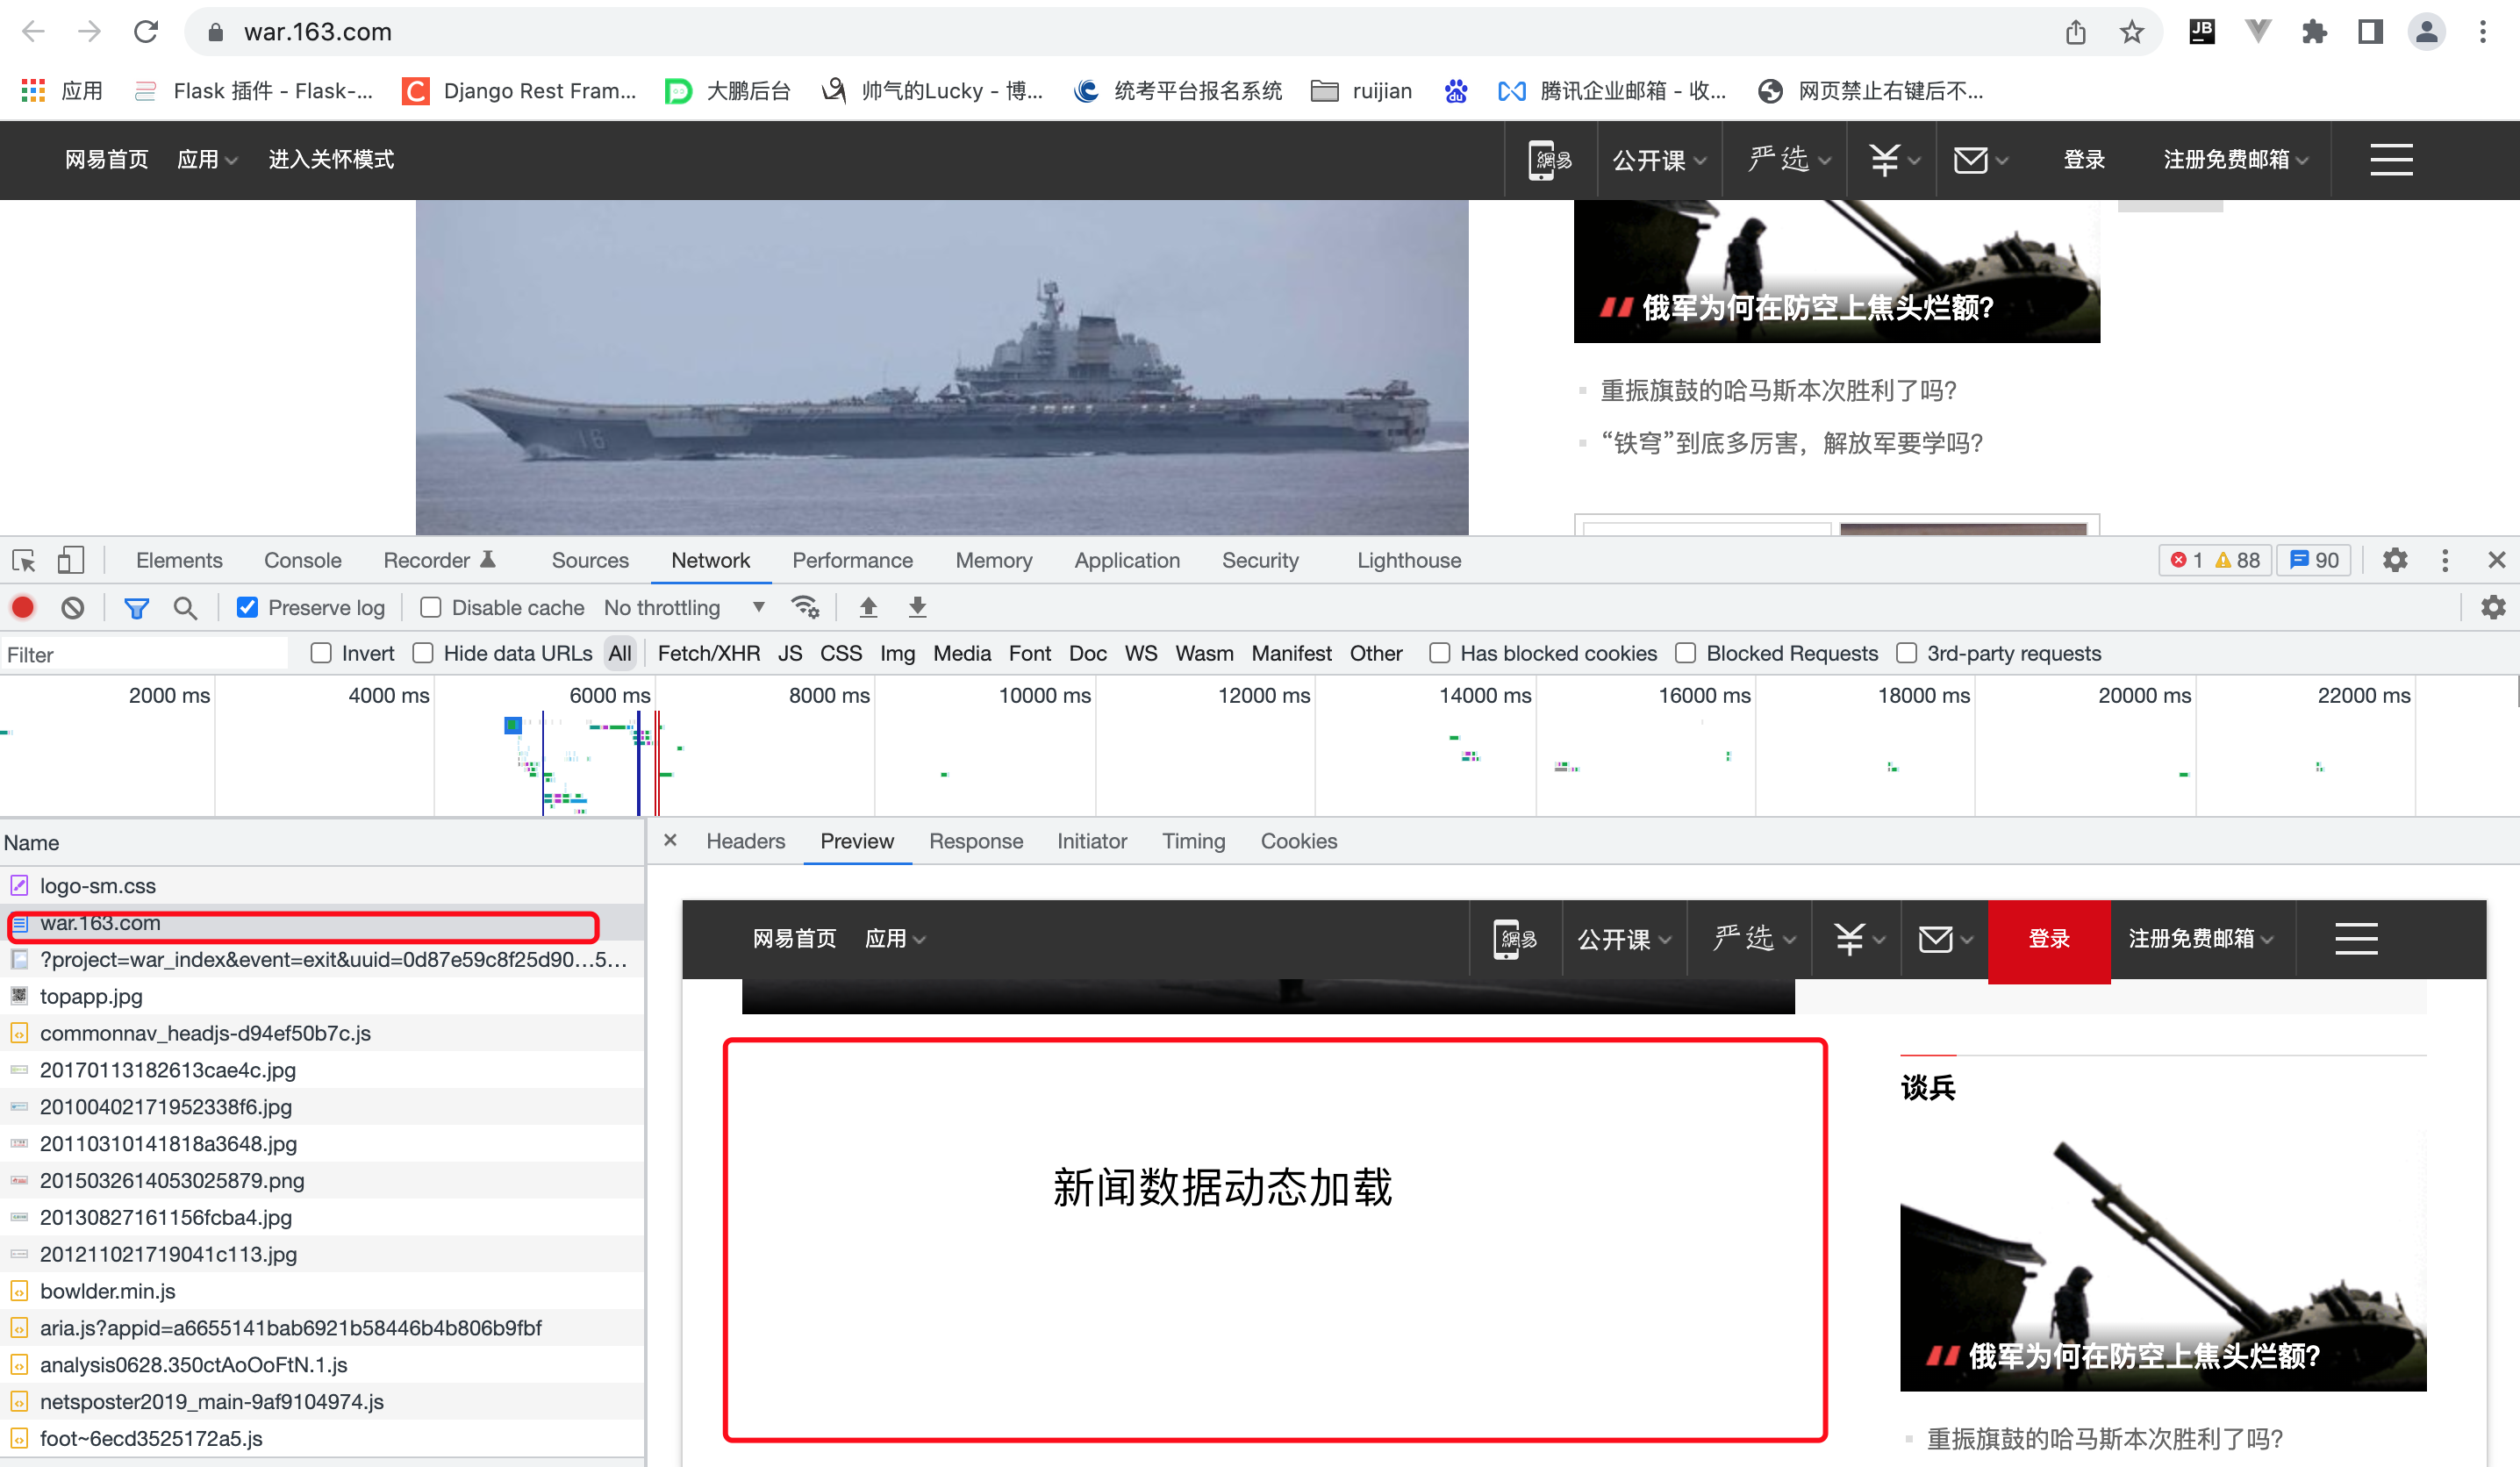 war.163.com
应用
Flask 插件 - Flask-...
Django Rest Fram...
大鹏后台
帅气的Lucky - 博...
统考平台报名系统
ruijian
腾讯企业邮箱 - 收...
网页禁止右键后不...
网易首页 应用 进入关怀模式
網易 公开课 严选 登录 注册免费邮箱
16
俄军为何在防空上焦头烂额?
重振旗鼓的哈马斯本次胜利了吗?
“铁穹”到底多厉害，解放军要学吗?
Elements Console Recorder Sources Network Performance Memory Application Security Lighthouse 1 88 90
Preserve log Disable cache No throttling
Filter Invert Hide data URLs All Fetch/XHR JS CSS Img Media Font Doc WS Wasm Manifest Other Has blocked cookies Blocked Requests 3rd-party requests
2000 ms 4000 ms 6000 ms 8000 ms 10000 ms 12000 ms 14000 ms 16000 ms 18000 ms 20000 ms 22000 ms
Name
logo-sm.css
war.163.com
?project=war_index&event=exit&uuid=0d87e59c8f25d90...5...
topapp.jpg
commonnav_headjs-d94ef50b7c.js
20170113182613cae4c.jpg
20100402171952338f6.jpg
20110310141818a3648.jpg
2015032614053025879.png
20130827161156fcba4.jpg
201211021719041c113.jpg
bowlder.min.js
aria.js?appid=a6655141bab6921b58446b4b806b9fbf
analysis0628.350ctAoOoFtN.1.js
netsposter2019_main-9af9104974.js
foot~6ecd3525172a5.js
Headers Preview Response Initiator Timing Cookies
网易首页 应用 網易 公开课 严选 登录 注册免费邮箱
新闻数据动态加载
谈兵
俄军为何在防空上焦头烂额?
重振旗鼓的哈马斯本次胜利了吗?